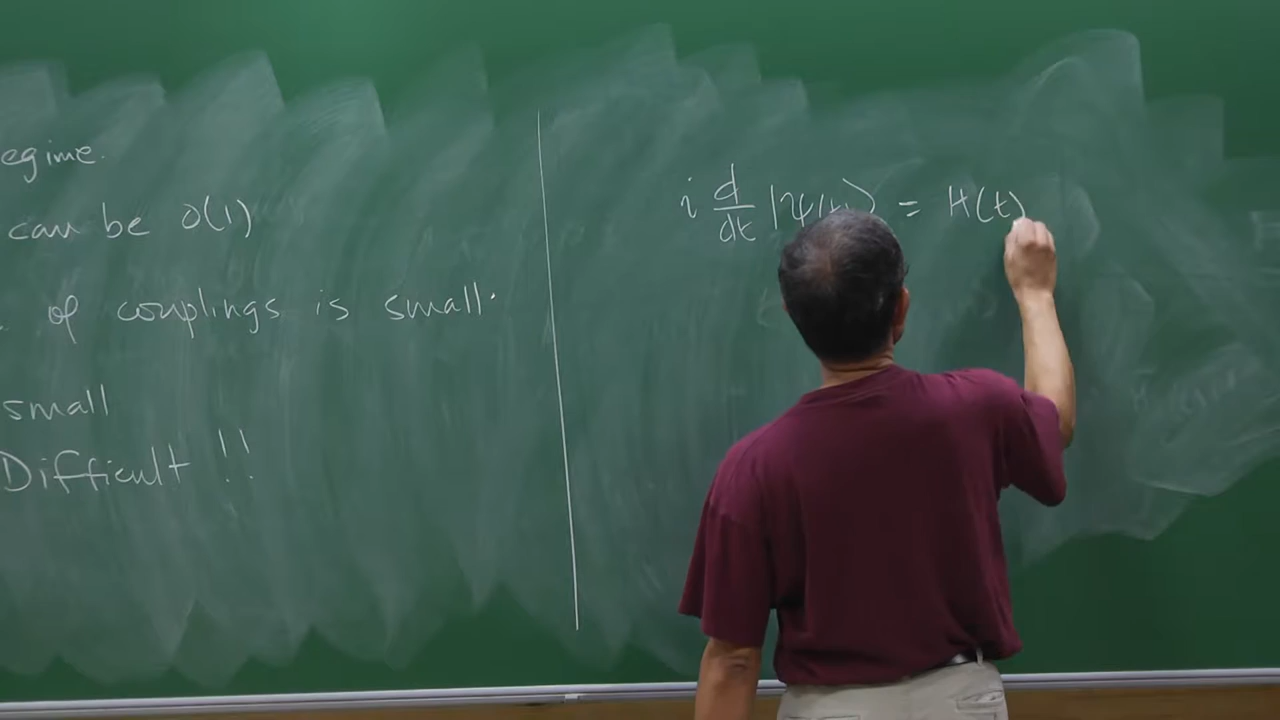 egime.
can be O(1)
of couplings is small.
small
Difficult !!
i d/dt |ψ(t)⟩ = H(t)